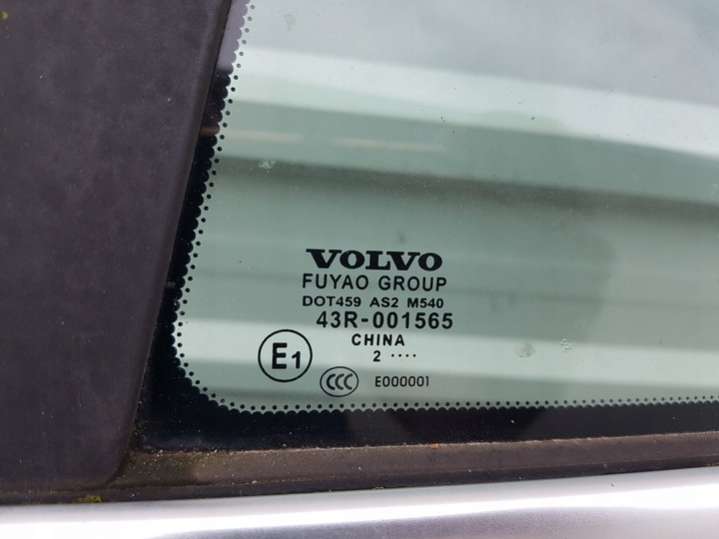 VOLVO
FUYAO GROUP
DOT459 AS2 M540
43R-001565
CHINA
2 ····
E1
CCC E000001